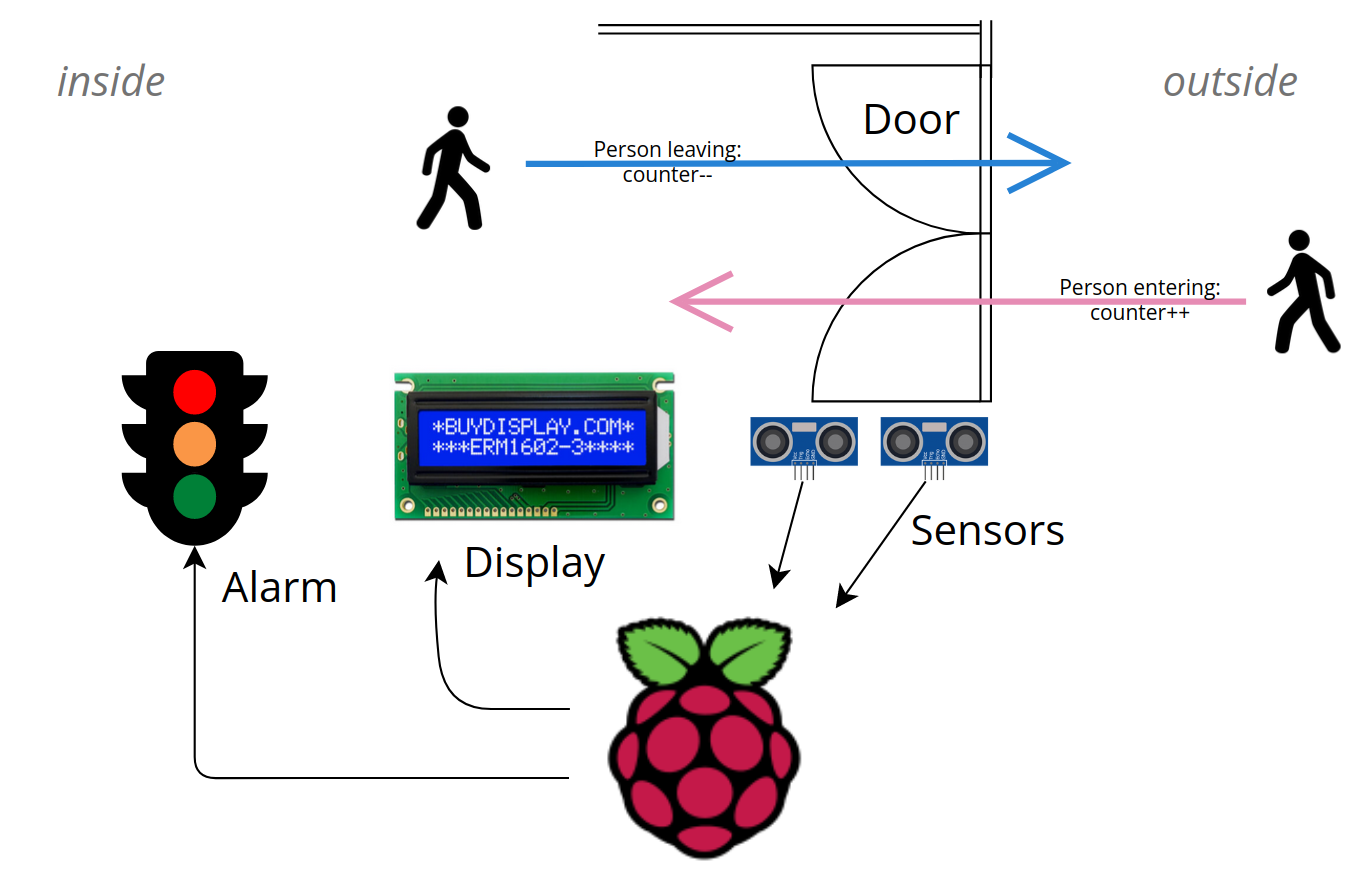 inside
outside
Door
Person leaving:
counter--
Person entering:
counter++
*BUYDISPLAY.COM*
***ERM1602-3****
Sensors
Display
Alarm